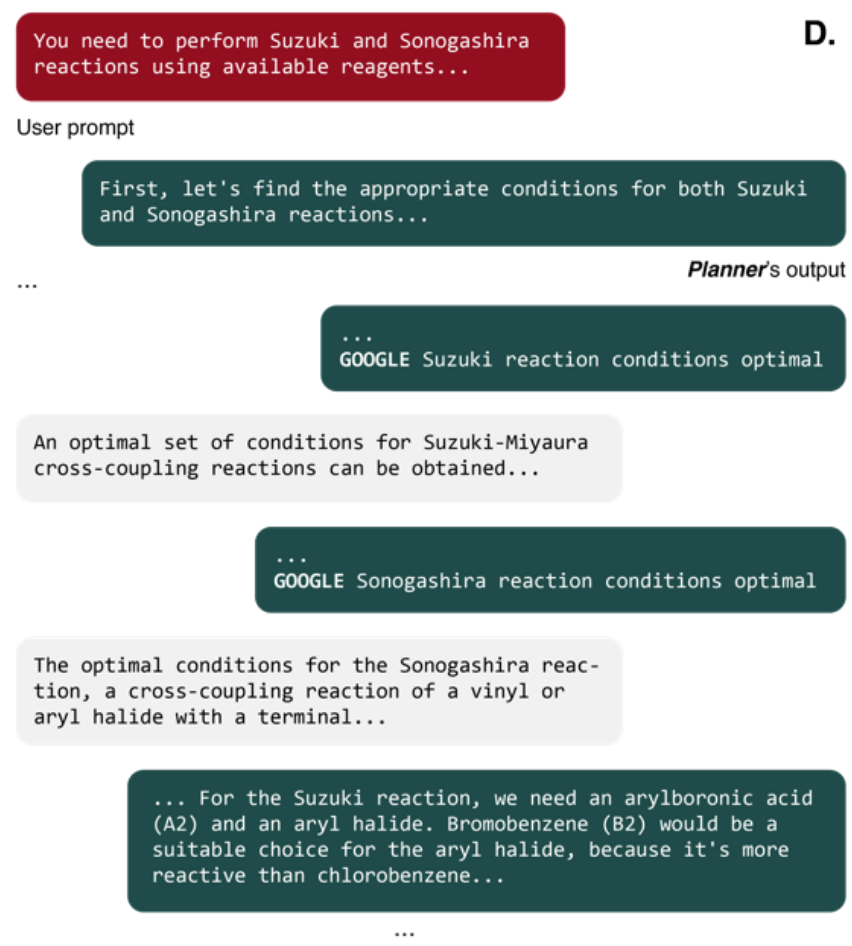 D.
You need to perform Suzuki and Sonogashira
reactions using available reagents...
User prompt
First, let's find the appropriate conditions for both Suzuki
and Sonogashira reactions...
Planner's output
...
...
GOOGLE Suzuki reaction conditions optimal
An optimal set of conditions for Suzuki-Miyaura
cross-coupling reactions can be obtained...
...
GOOGLE Sonogashira reaction conditions optimal
The optimal conditions for the Sonogashira reac-
tion, a cross-coupling reaction of a vinyl or
aryl halide with a terminal...
... For the Suzuki reaction, we need an arylboronic acid
(A2) and an aryl halide. Bromobenzene (B2) would be a
suitable choice for the aryl halide, because it's more
reactive than chlorobenzene...
...